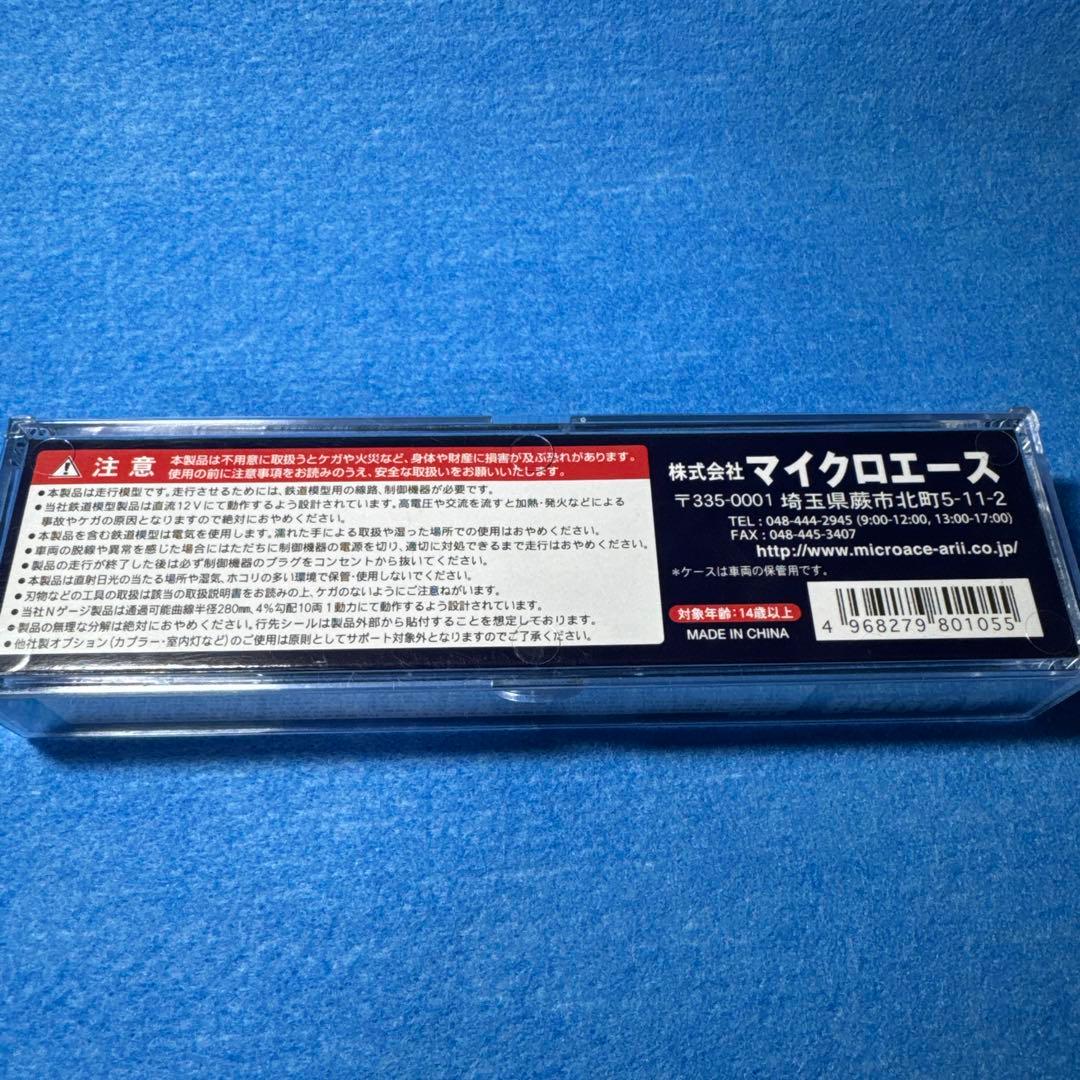 注意
本製品は不用意に取扱うとケガや火災など、身体や財産に損害が及ぶ恐れがあります。
使用の前に注意事項をお読みのうえ、安全な取扱いをお願いいたします。
●本製品は走行模型です。走行させるためには、鉄道模型用の線路、制御機器が必要です。
●当社鉄道模型製品は直流12Vにて動作するよう設計されています。高電圧や交流を流すと加熱・発火などによる
事故やケガの原因となりますので絶対におやめください。
●本製品を含む鉄道模型は電気を使用します。濡れた手による取扱や湿った場所での使用はおやめください。
●車両の脱線や異常を感じた場合にはただちに制御機器の電源を切り、適切に対処できるまで走行はおやめください。
●製品の走行が終了した後は必ず制御機器のプラグをコンセントから抜いてください。
●本製品は直射日光の当たる場所や湿気、ホコリの多い環境で保管・使用しないでください。
●刃物などの工具の取扱は該当の取扱説明書をお読みの上、ケガのないようにご注意ねがいます。
●当社Nゲージ製品は通過可能曲線半径280mm、4%勾配10両1動力にて動作するよう設計されています。
●製品の無理な分解は絶対におやめください。行先シールは製品外部から貼付することを想定しております。
●他社製オプション(カプラー・室内灯など)のご使用は原則としてサポート対象外となりますのでご了承ください。
株式会社 マイクロエース
〒335-0001 埼玉県蕨市北町5-11-2
TEL : 048-444-2945 (9:00-12:00, 13:00-17:00)
FAX : 048-445-3407
http://www.microace-arii.co.jp/
*ケースは車両の保管用です。
対象年齢:14歳以上
MADE IN CHINA
4 968279 801055